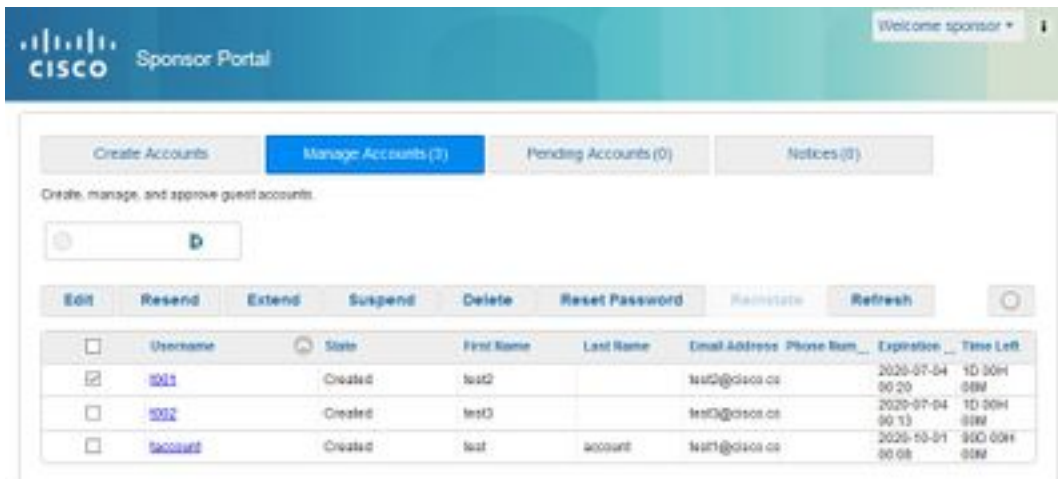 Welcome sponsor
CISCO Sponsor Portal
Create Accounts Manage Accounts (3) Pending Accounts (0) Notices (0)
Create, manage, and approve guest accounts.
Edit Resend Extend Suspend Delete Reset Password Reinstate Refresh
Username State First Name Last Name Email Address Phone Num... Expiration ... Time Left
t001 Created test2 test2@cisco.co 2020-07-04 00:20 1D 00H 00M
t002 Created test3 test3@cisco.co 2020-07-04 00:13 1D 00H 00M
taccount Created test account test1@cisco.co 2020-10-01 00:08 90D 00H 00M